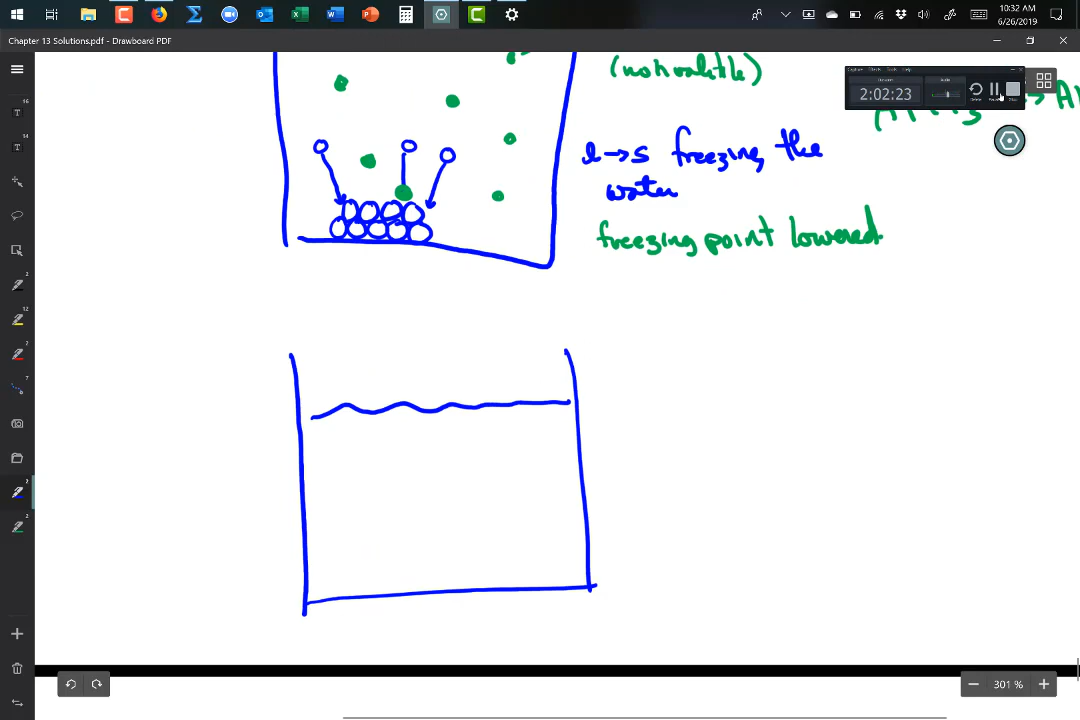 10:32 AM
6/26/2019
Chapter 13 Solutions.pdf - Drawboard PDF
(nonvolatile)
2:02:23
l → s freezing the
water
freezing point lowered
301 %